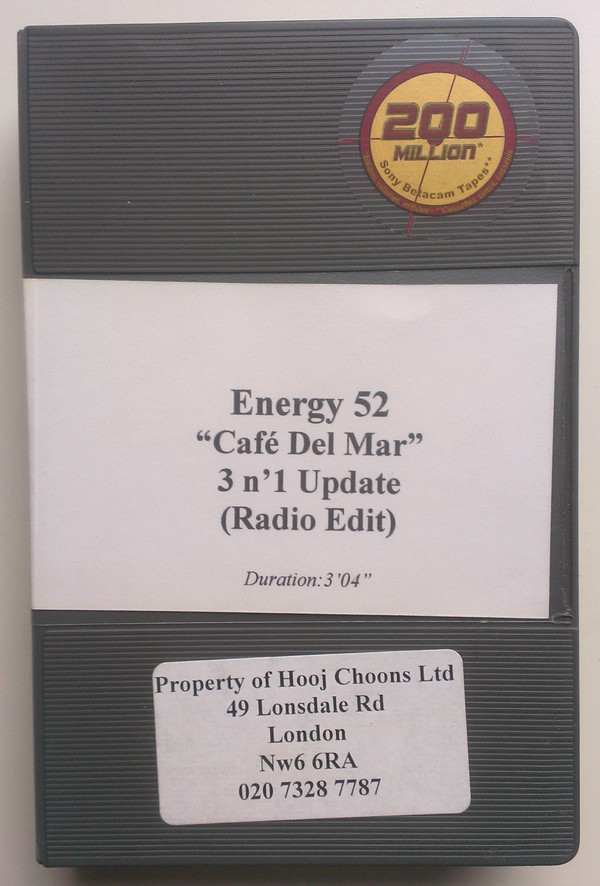 200
MILLION*
Sony Betacam Tapes**
Energy 52
“Café Del Mar”
3 n’1 Update
(Radio Edit)
Duration:3’04”
Property of Hooj Choons Ltd
49 Lonsdale Rd
London
Nw6 6RA
020 7328 7787